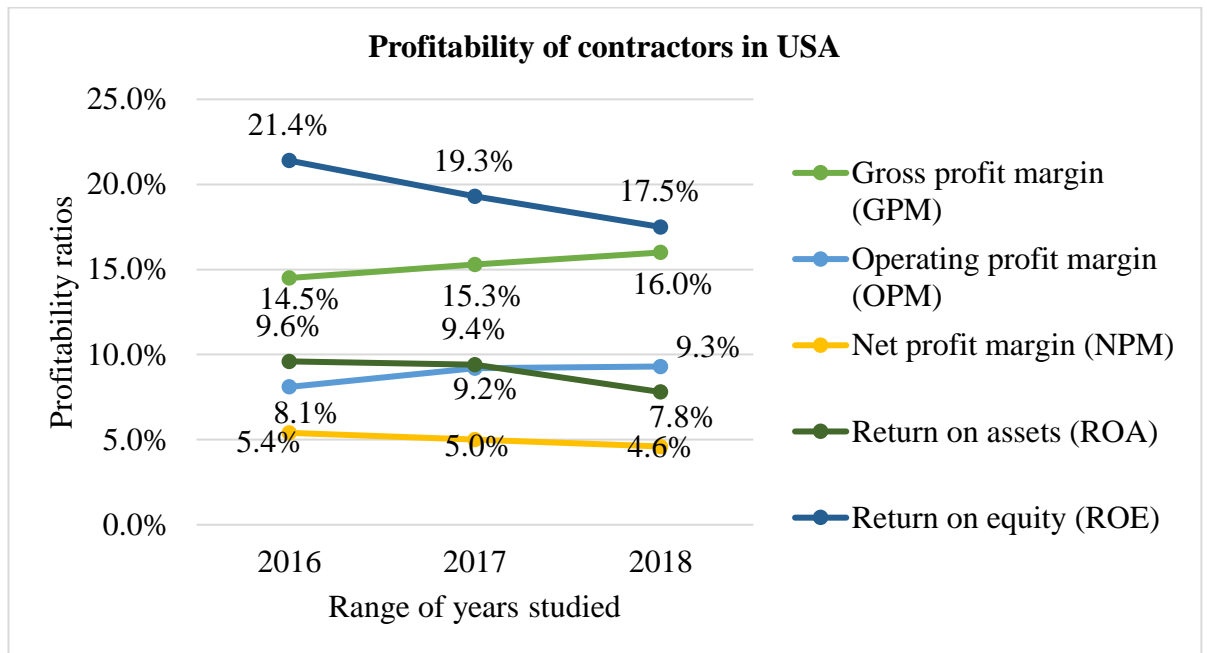 Profitability of contractors in USA
Profitability ratios
25.0%
20.0%
15.0%
10.0%
5.0%
0.0%
21.4%
19.3%
17.5%
14.5%
15.3%
16.0%
9.6%
9.4%
9.3%
8.1%
9.2%
7.8%
5.4%
5.0%
4.6%
2016
2017
2018
Range of years studied
Gross profit margin
(GPM)
Operating profit margin
(OPM)
Net profit margin (NPM)
Return on assets (ROA)
Return on equity (ROE)